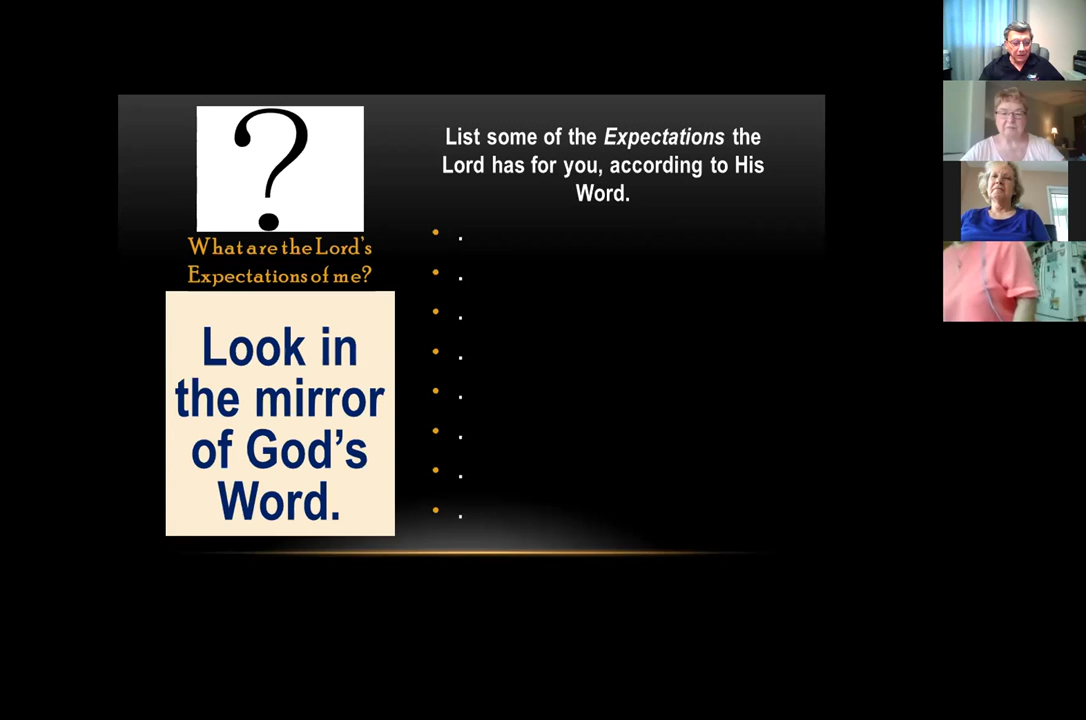 ?
What are the Lord's
Expectations of me?
Look in
the mirror
of God's
Word.
List some of the Expectations the
Lord has for you, according to His
Word.
• .
• .
• .
• .
• .
• .
• .
• .